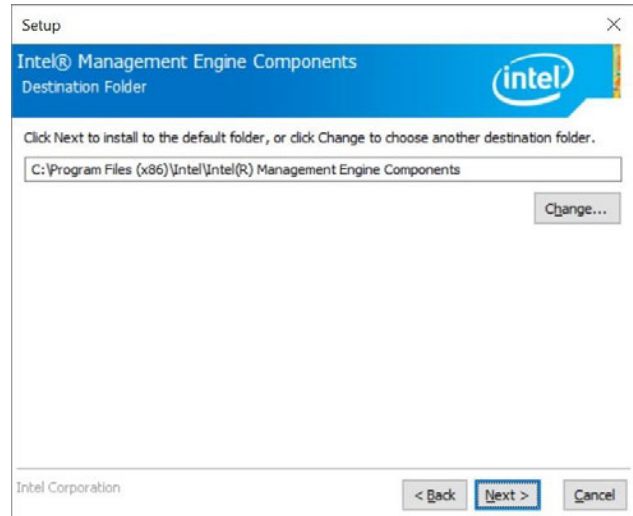 Setup
Intel® Management Engine Components
Destination Folder
intel
Click Next to install to the default folder, or click Change to choose another destination folder.
C:\Program Files (x86)\Intel\Intel(R) Management Engine Components
Change...
Intel Corporation
< Back Next > Cancel